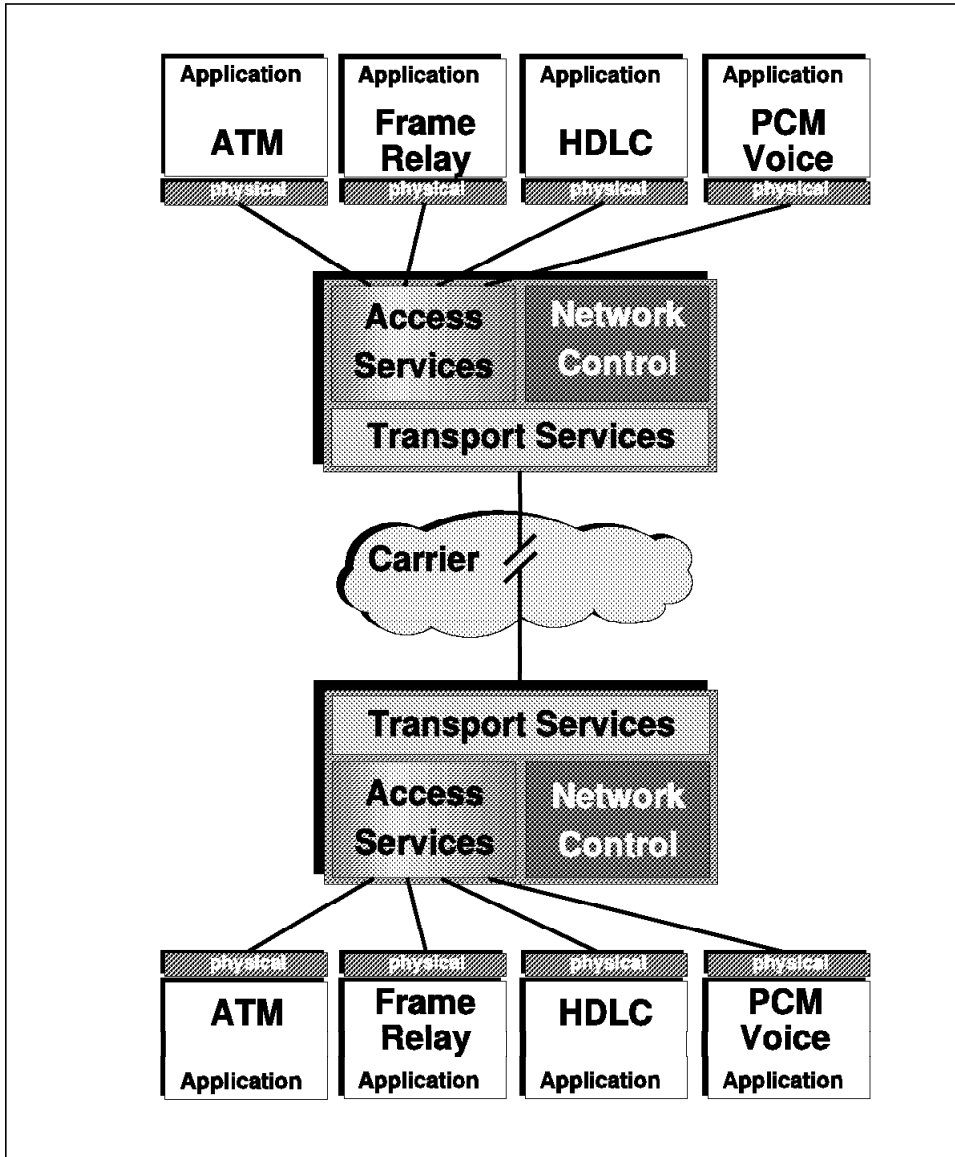 Application Application Application Application
ATM Frame Relay HDLC PCM Voice
physical physical physical physical
Access Services
Network Control
Transport Services
Carrier
Transport Services
Access Services
Network Control
physical physical physical physical
ATM Frame Relay HDLC PCM Voice
Application Application Application Application